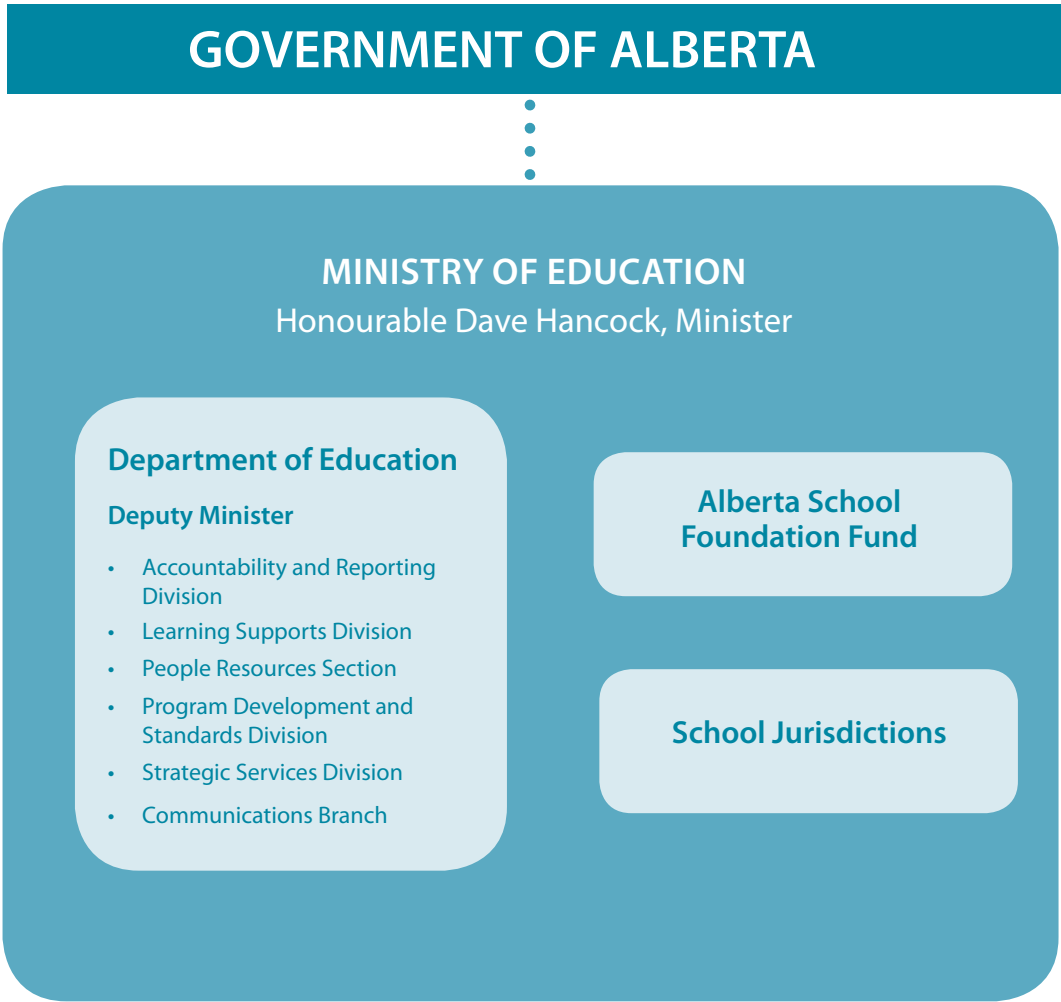 GOVERNMENT OF ALBERTA
MINISTRY OF EDUCATION
Honourable Dave Hancock, Minister
Department of Education
Deputy Minister
• Accountability and Reporting
Division
• Learning Supports Division
• People Resources Section
• Program Development and
Standards Division
• Strategic Services Division
• Communications Branch
Alberta School
Foundation Fund
School Jurisdictions